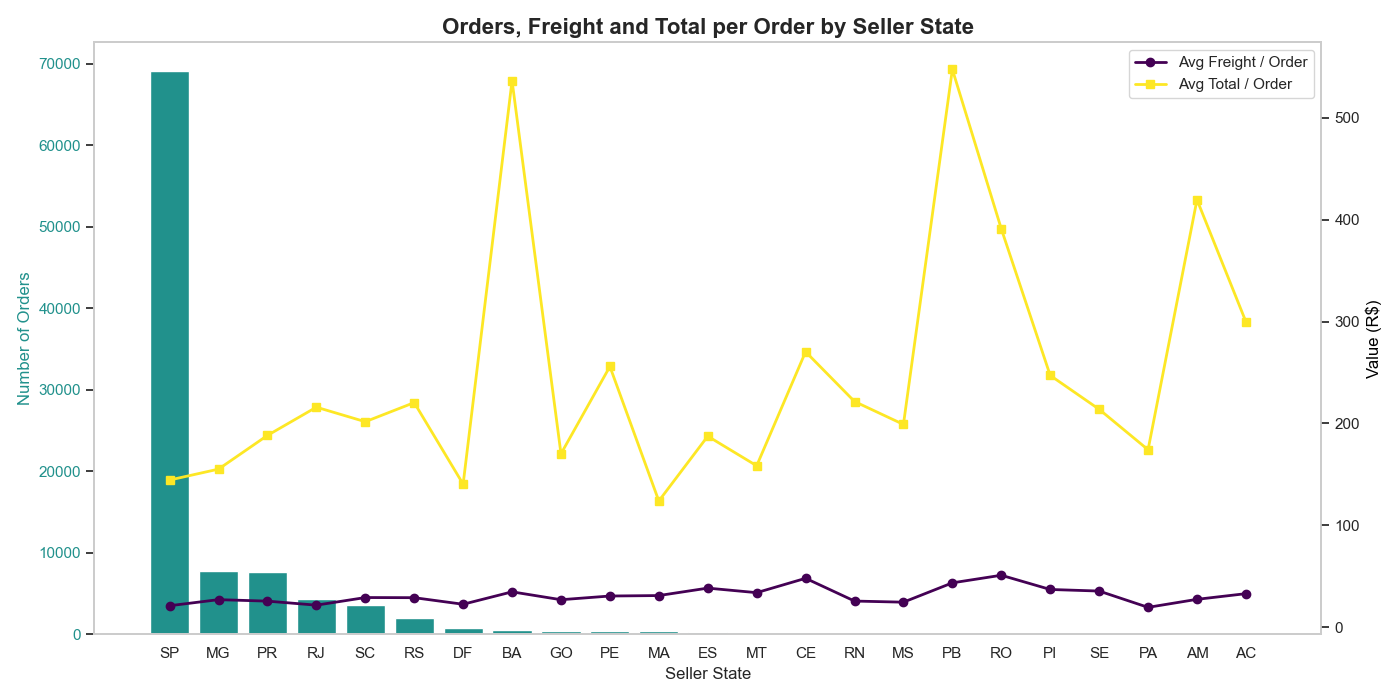 Orders, Freight and Total per Order by Seller State
Avg Freight / Order
Avg Total / Order
Number of Orders
70000
60000
50000
40000
30000
20000
10000
0
Value (R$)
500
400
300
200
100
0
SP MG PR RJ SC RS DF BA GO PE MA ES MT CE RN MS PB RO PI SE PA AM AC
Seller State